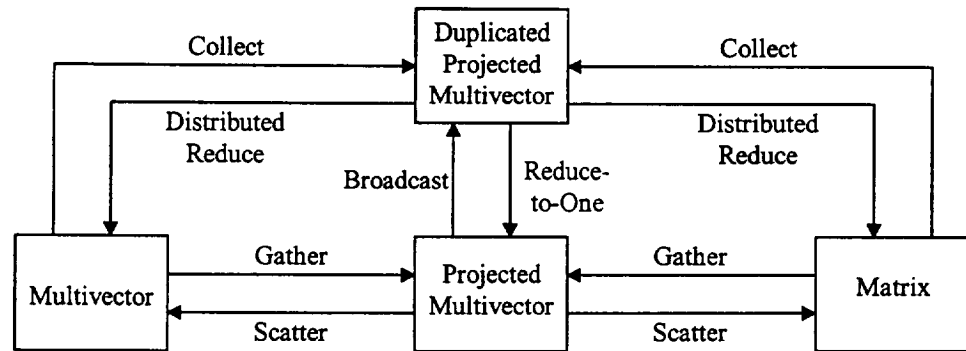 Collect
Duplicated
Projected
Multivector
Collect
Distributed
Reduce
Broadcast
Reduce-
to-One
Distributed
Reduce
Multivector
Gather
Scatter
Projected
Multivector
Gather
Scatter
Matrix